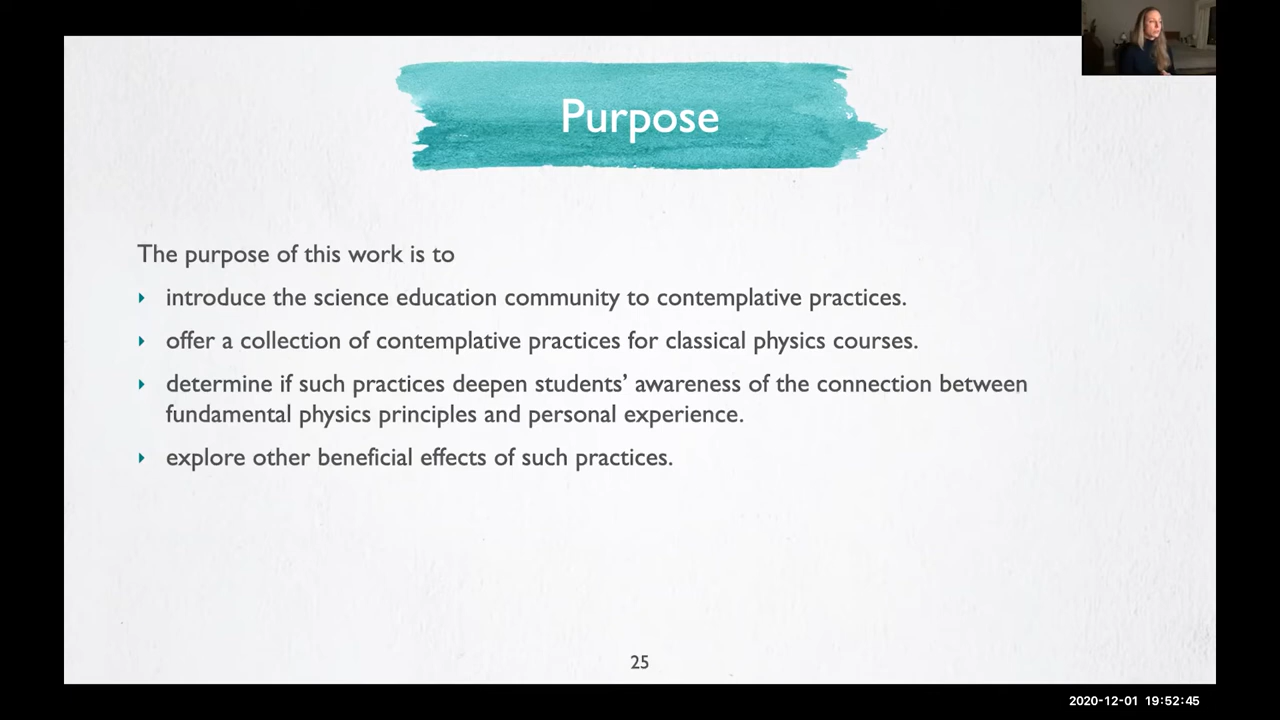 Purpose
The purpose of this work is to
introduce the science education community to contemplative practices.
offer a collection of contemplative practices for classical physics courses.
determine if such practices deepen students’ awareness of the connection between
fundamental physics principles and personal experience.
explore other beneficial effects of such practices.
25
2020-12-01 19:52:45